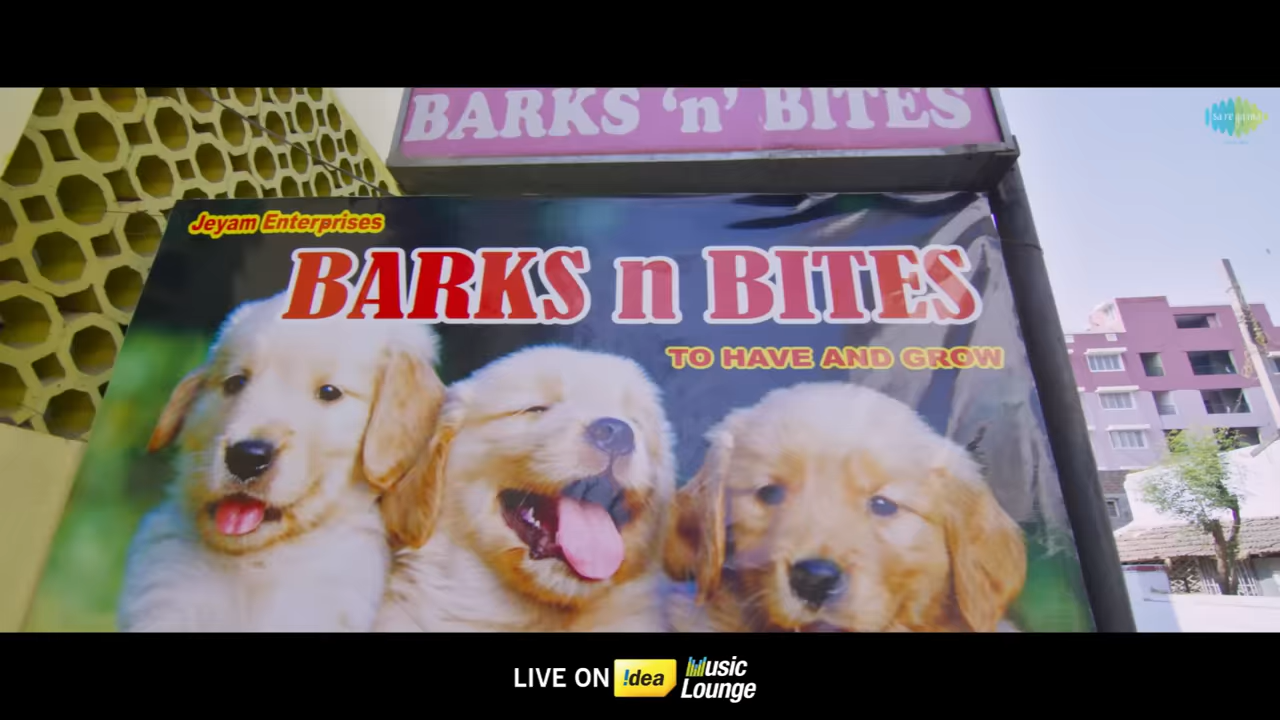 BARKS 'n' BITES
Jeyam Enterprises
BARKS n BITES
TO HAVE AND GROW
LIVE ON !dea Music Lounge